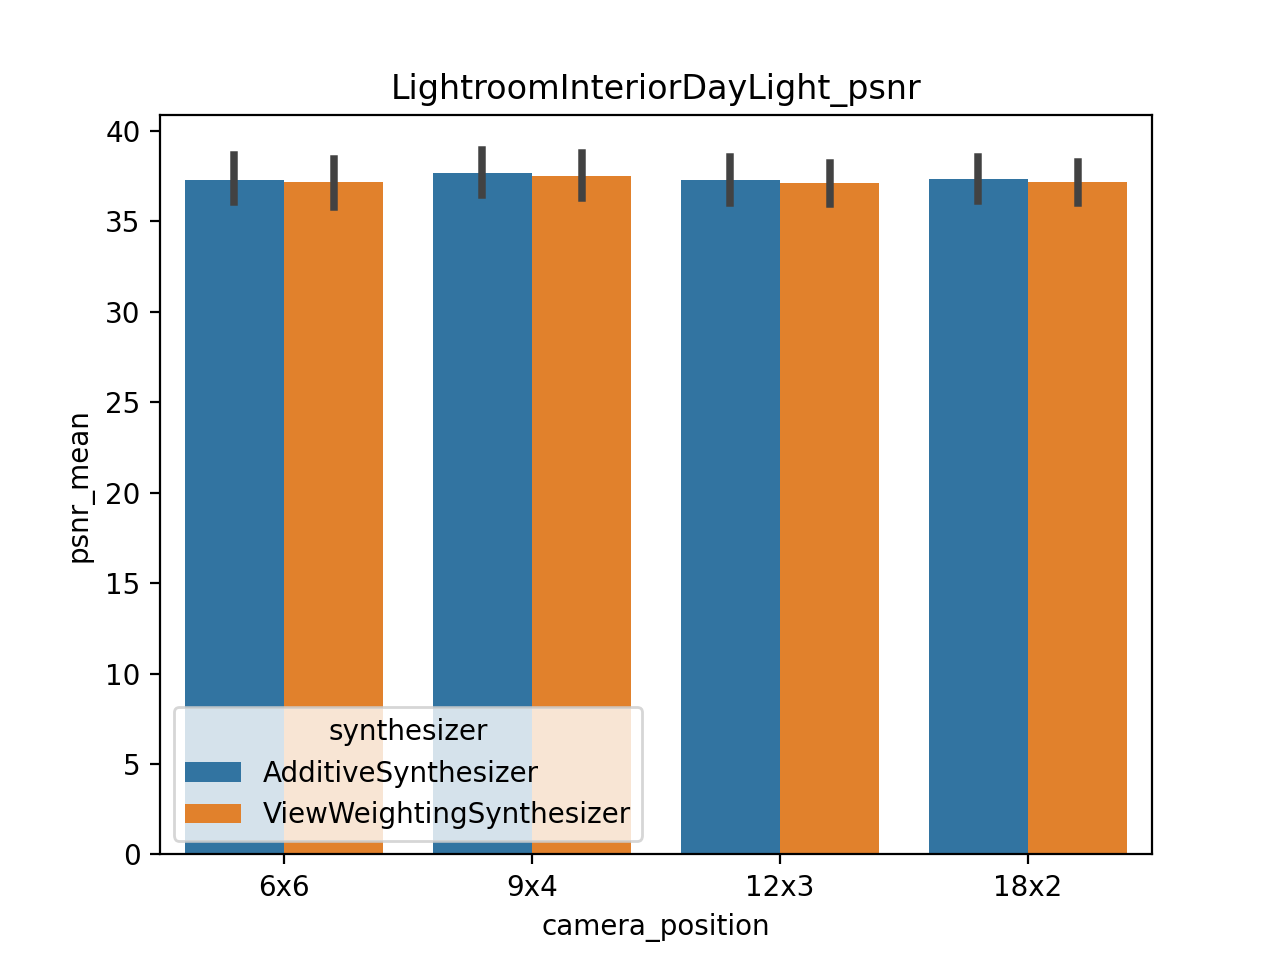 LightroomInteriorDayLight_psnr
40
35
30
25
20
15
10
5
0
psnr_mean
synthesizer
AdditiveSynthesizer
ViewWeightingSynthesizer
6x6 9x4 12x3 18x2
camera_position